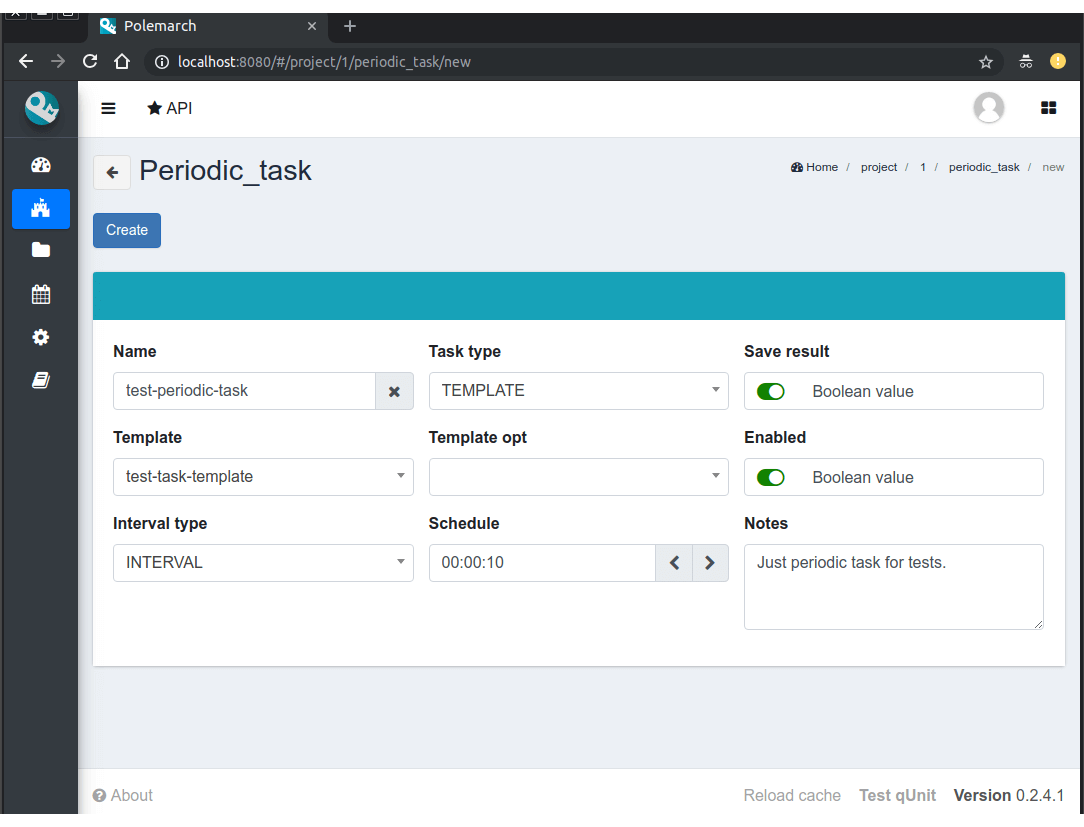 Polemarch
localhost:8080/#/project/1/periodic_task/new
API
Periodic_task
Home / project / 1 / periodic_task / new
Create
Name
Task type
Save result
test-periodic-task
TEMPLATE
Boolean value
Template
Template opt
Enabled
test-task-template
Boolean value
Interval type
Schedule
Notes
INTERVAL
00:00:10
Just periodic task for tests.
About
Reload cache Test qUnit Version 0.2.4.1